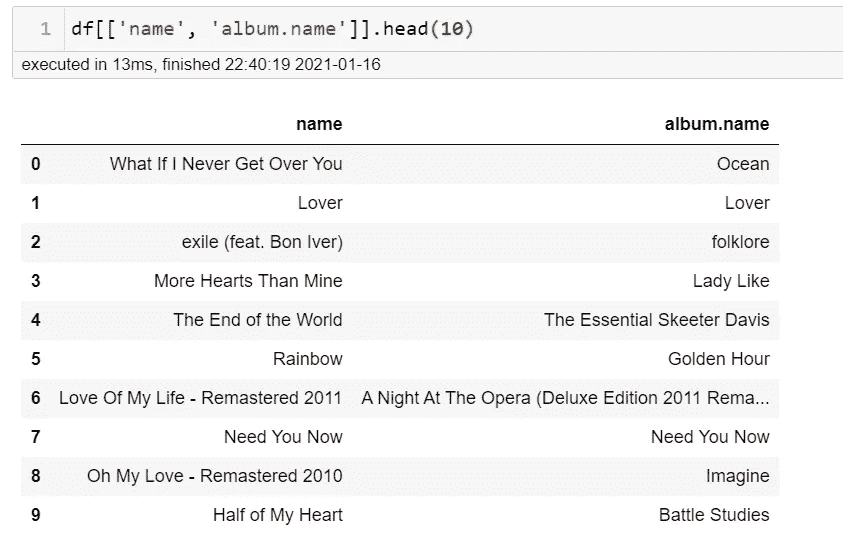 1 df[['name', 'album.name']].head(10)
executed in 13ms, finished 22:40:19 2021-01-16
name album.name
0 What If I Never Get Over You Ocean
1 Lover Lover
2 exile (feat. Bon Iver) folklore
3 More Hearts Than Mine Lady Like
4 The End of the World The Essential Skeeter Davis
5 Rainbow Golden Hour
6 Love Of My Life - Remastered 2011 A Night At The Opera (Deluxe Edition 2011 Rema...
7 Need You Now Need You Now
8 Oh My Love - Remastered 2010 Imagine
9 Half of My Heart Battle Studies